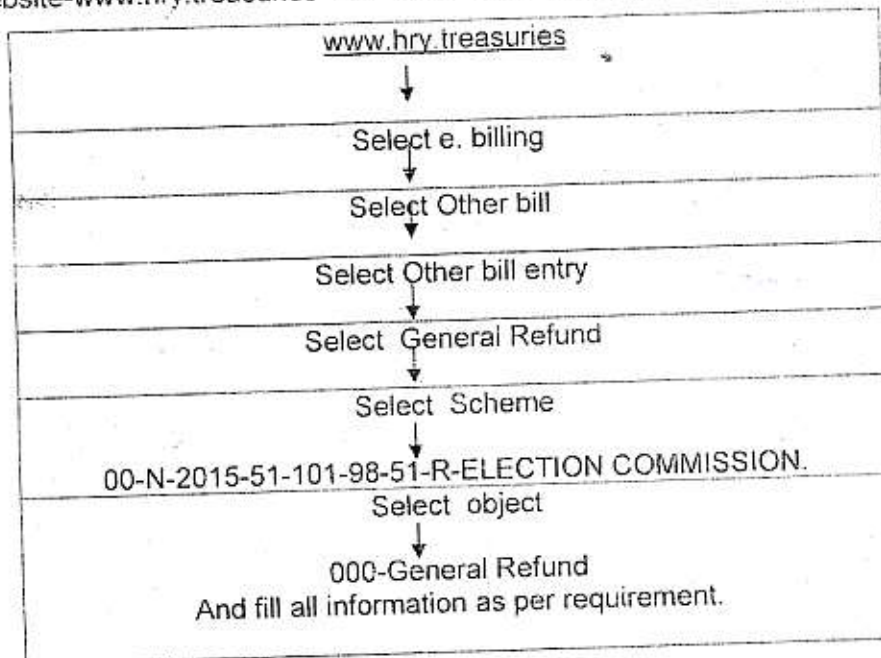 www.hry.treasuries
Select e. billing
Select Other bill
Select Other bill entry
Select General Refund
Select Scheme
00-N-2015-51-101-98-51-R-ELECTION COMMISSION.
Select object
000-General Refund
And fill all information as per requirement.